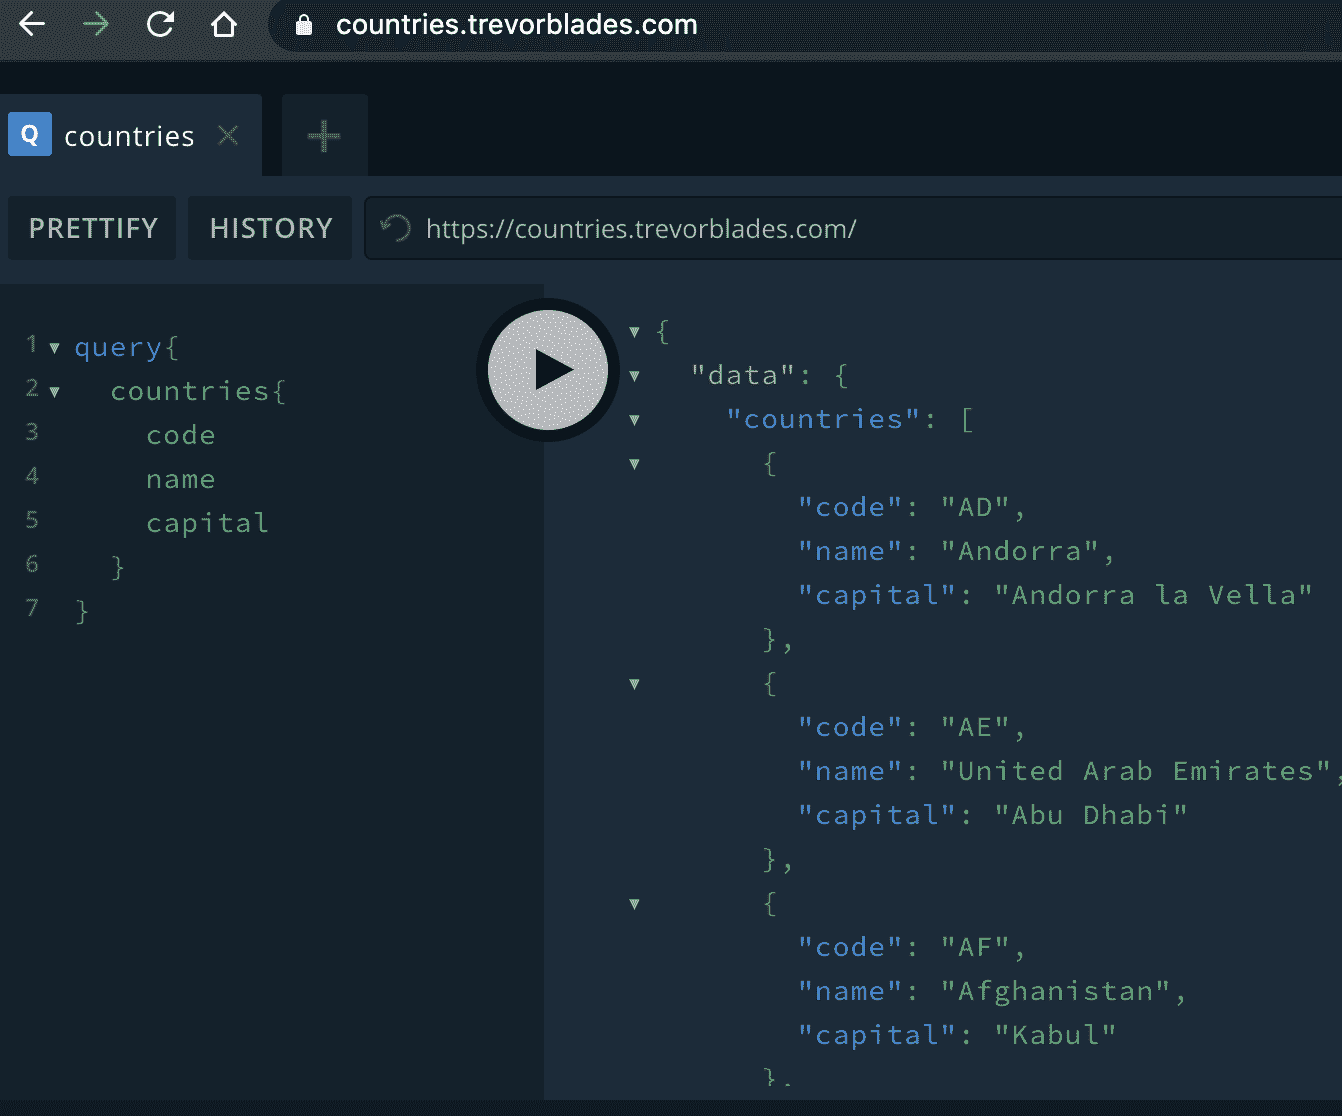 countries.trevorblades.com
Q countries
PRETTIFY HISTORY https://countries.trevorblades.com/
1 query{
2 countries{
3 code
4 name
5 capital
6 }
7 }
{
"data": {
"countries": [
{
"code": "AD",
"name": "Andorra",
"capital": "Andorra la Vella"
},
{
"code": "AE",
"name": "United Arab Emirates",
"capital": "Abu Dhabi"
},
{
"code": "AF",
"name": "Afghanistan",
"capital": "Kabul"
},